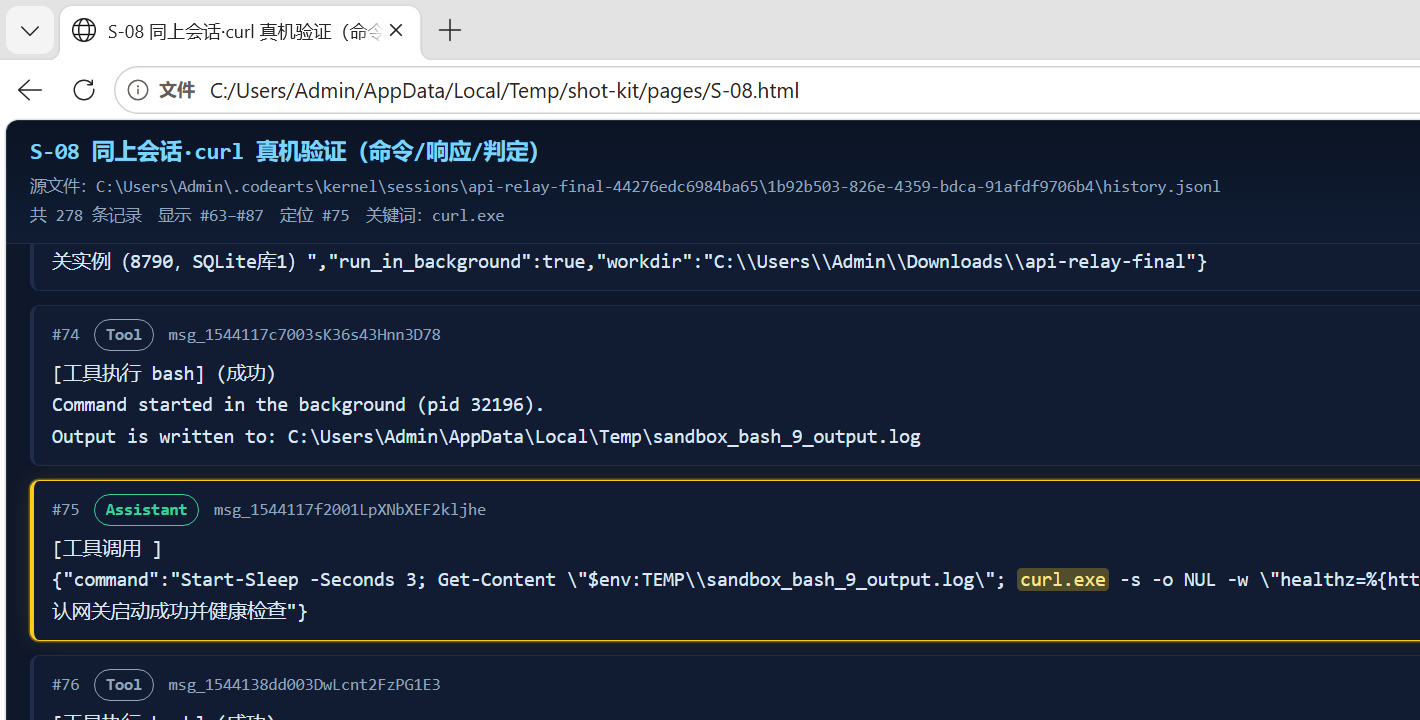 S-08 同上会话·curl 真机验证（命令
文件 C:/Users/Admin/AppData/Local/Temp/shot-kit/pages/S-08.html
S-08 同上会话·curl 真机验证（命令/响应/判定）
源文件：C:\Users\Admin\.codearts\kernel\sessions\api-relay-final-44276edc6984ba65\1b92b503-826e-4359-bdca-91afdf9706b4\history.jsonl
共 278 条记录 显示 #63–#87 定位 #75 关键词：curl.exe
关实例（8790，SQLite库1）","run_in_background":true,"workdir":"C:\\Users\\Admin\\Downloads\\api-relay-final"}
#74 Tool msg_1544117c7003sK36s43Hnn3D78
[工具执行 bash]（成功）
Command started in the background (pid 32196).
Output is written to: C:\Users\Admin\AppData\Local\Temp\sandbox_bash_9_output.log
#75 Assistant msg_1544117f2001LpXNbXEF2kljhe
[工具调用 ]
{"command":"Start-Sleep -Seconds 3; Get-Content \"$env:TEMP\\sandbox_bash_9_output.log\"; curl.exe -s -o NUL -w \"healthz=%{htt
认网关启动成功并健康检查"}
#76 Tool msg_1544138dd003DwLcnt2FzPG1E3
[工具执行 bash]（成功）